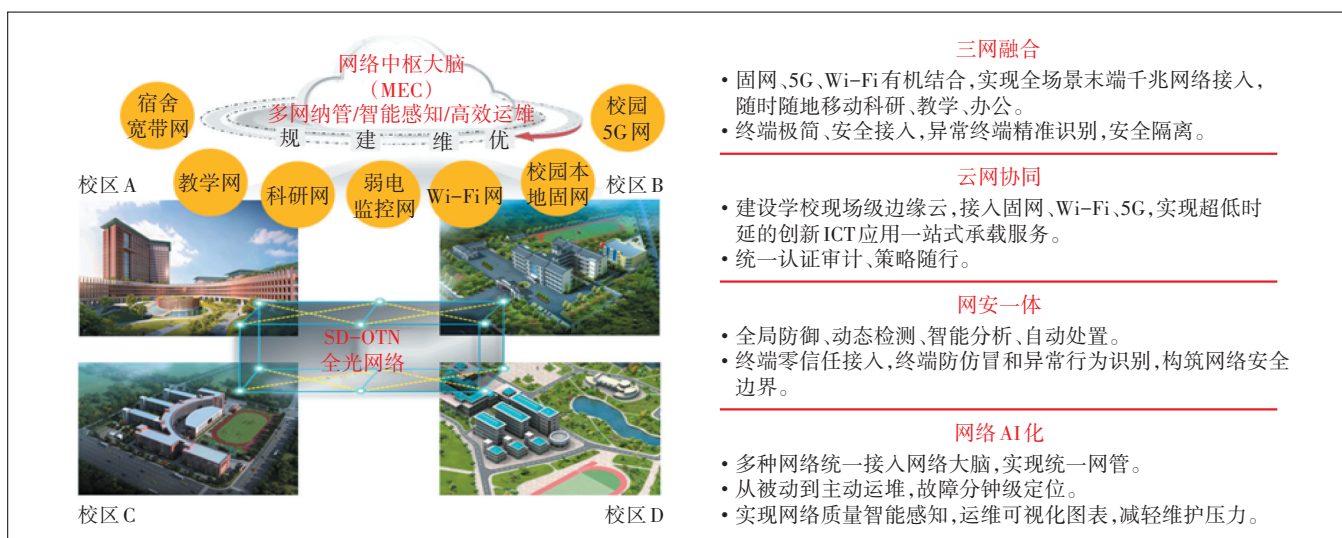 网络中枢大脑
(MEC)
多网纳管/智能感知/高效运雄
规 建 维 优
宿舍
宽带网
校园
5G网
校区A
教学网
科研网
弱电
监控网
Wi-Fi网
校园本
地固网
校区B
SD-OTN
全光网络
校区C
校区D
三网融合
• 固网、5G、Wi-Fi有机结合,实现全场景末端千兆网络接入,
随时随地移动科研、教学、办公。
• 终端极简、安全接入,异常终端精准识别,安全隔离。
云网协同
• 建设学校现场级边缘云,接入固网、Wi-Fi、5G,实现超低时
延的创新ICT应用一站式承载服务。
• 统一认证审计、策略随行。
网安一体
• 全局防御、动态检测、智能分析、自动处置。
• 终端零信任接入,终端防仿冒和异常行为识别,构筑网络安全
边界。
网络AI化
• 多种网络统一接入网络大脑,实现统一网管。
• 从被动到主动运堆,故障分钟级定位。
• 实现网络质量智能感知,运维可视化图表,减轻维护压力。